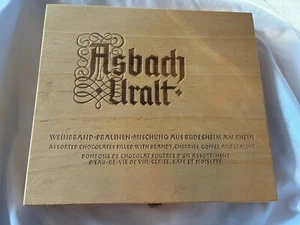 Asbach
Uralt
WEINBRAND-PRALINEN-MISCHUNG AUS RÜDESHEIM AM RHEIN
ASSORTED CHOCOLATES FILLED WITH BRANDY, CHERRIES, COFFEE AND PRALINE
BONBONS DE CHOCOLAT FOURRÉS D'UN ASSORTIMENT
D'EAU-DE-VIE DE VIN, CERISE, CAFÉ ET NOISETTE